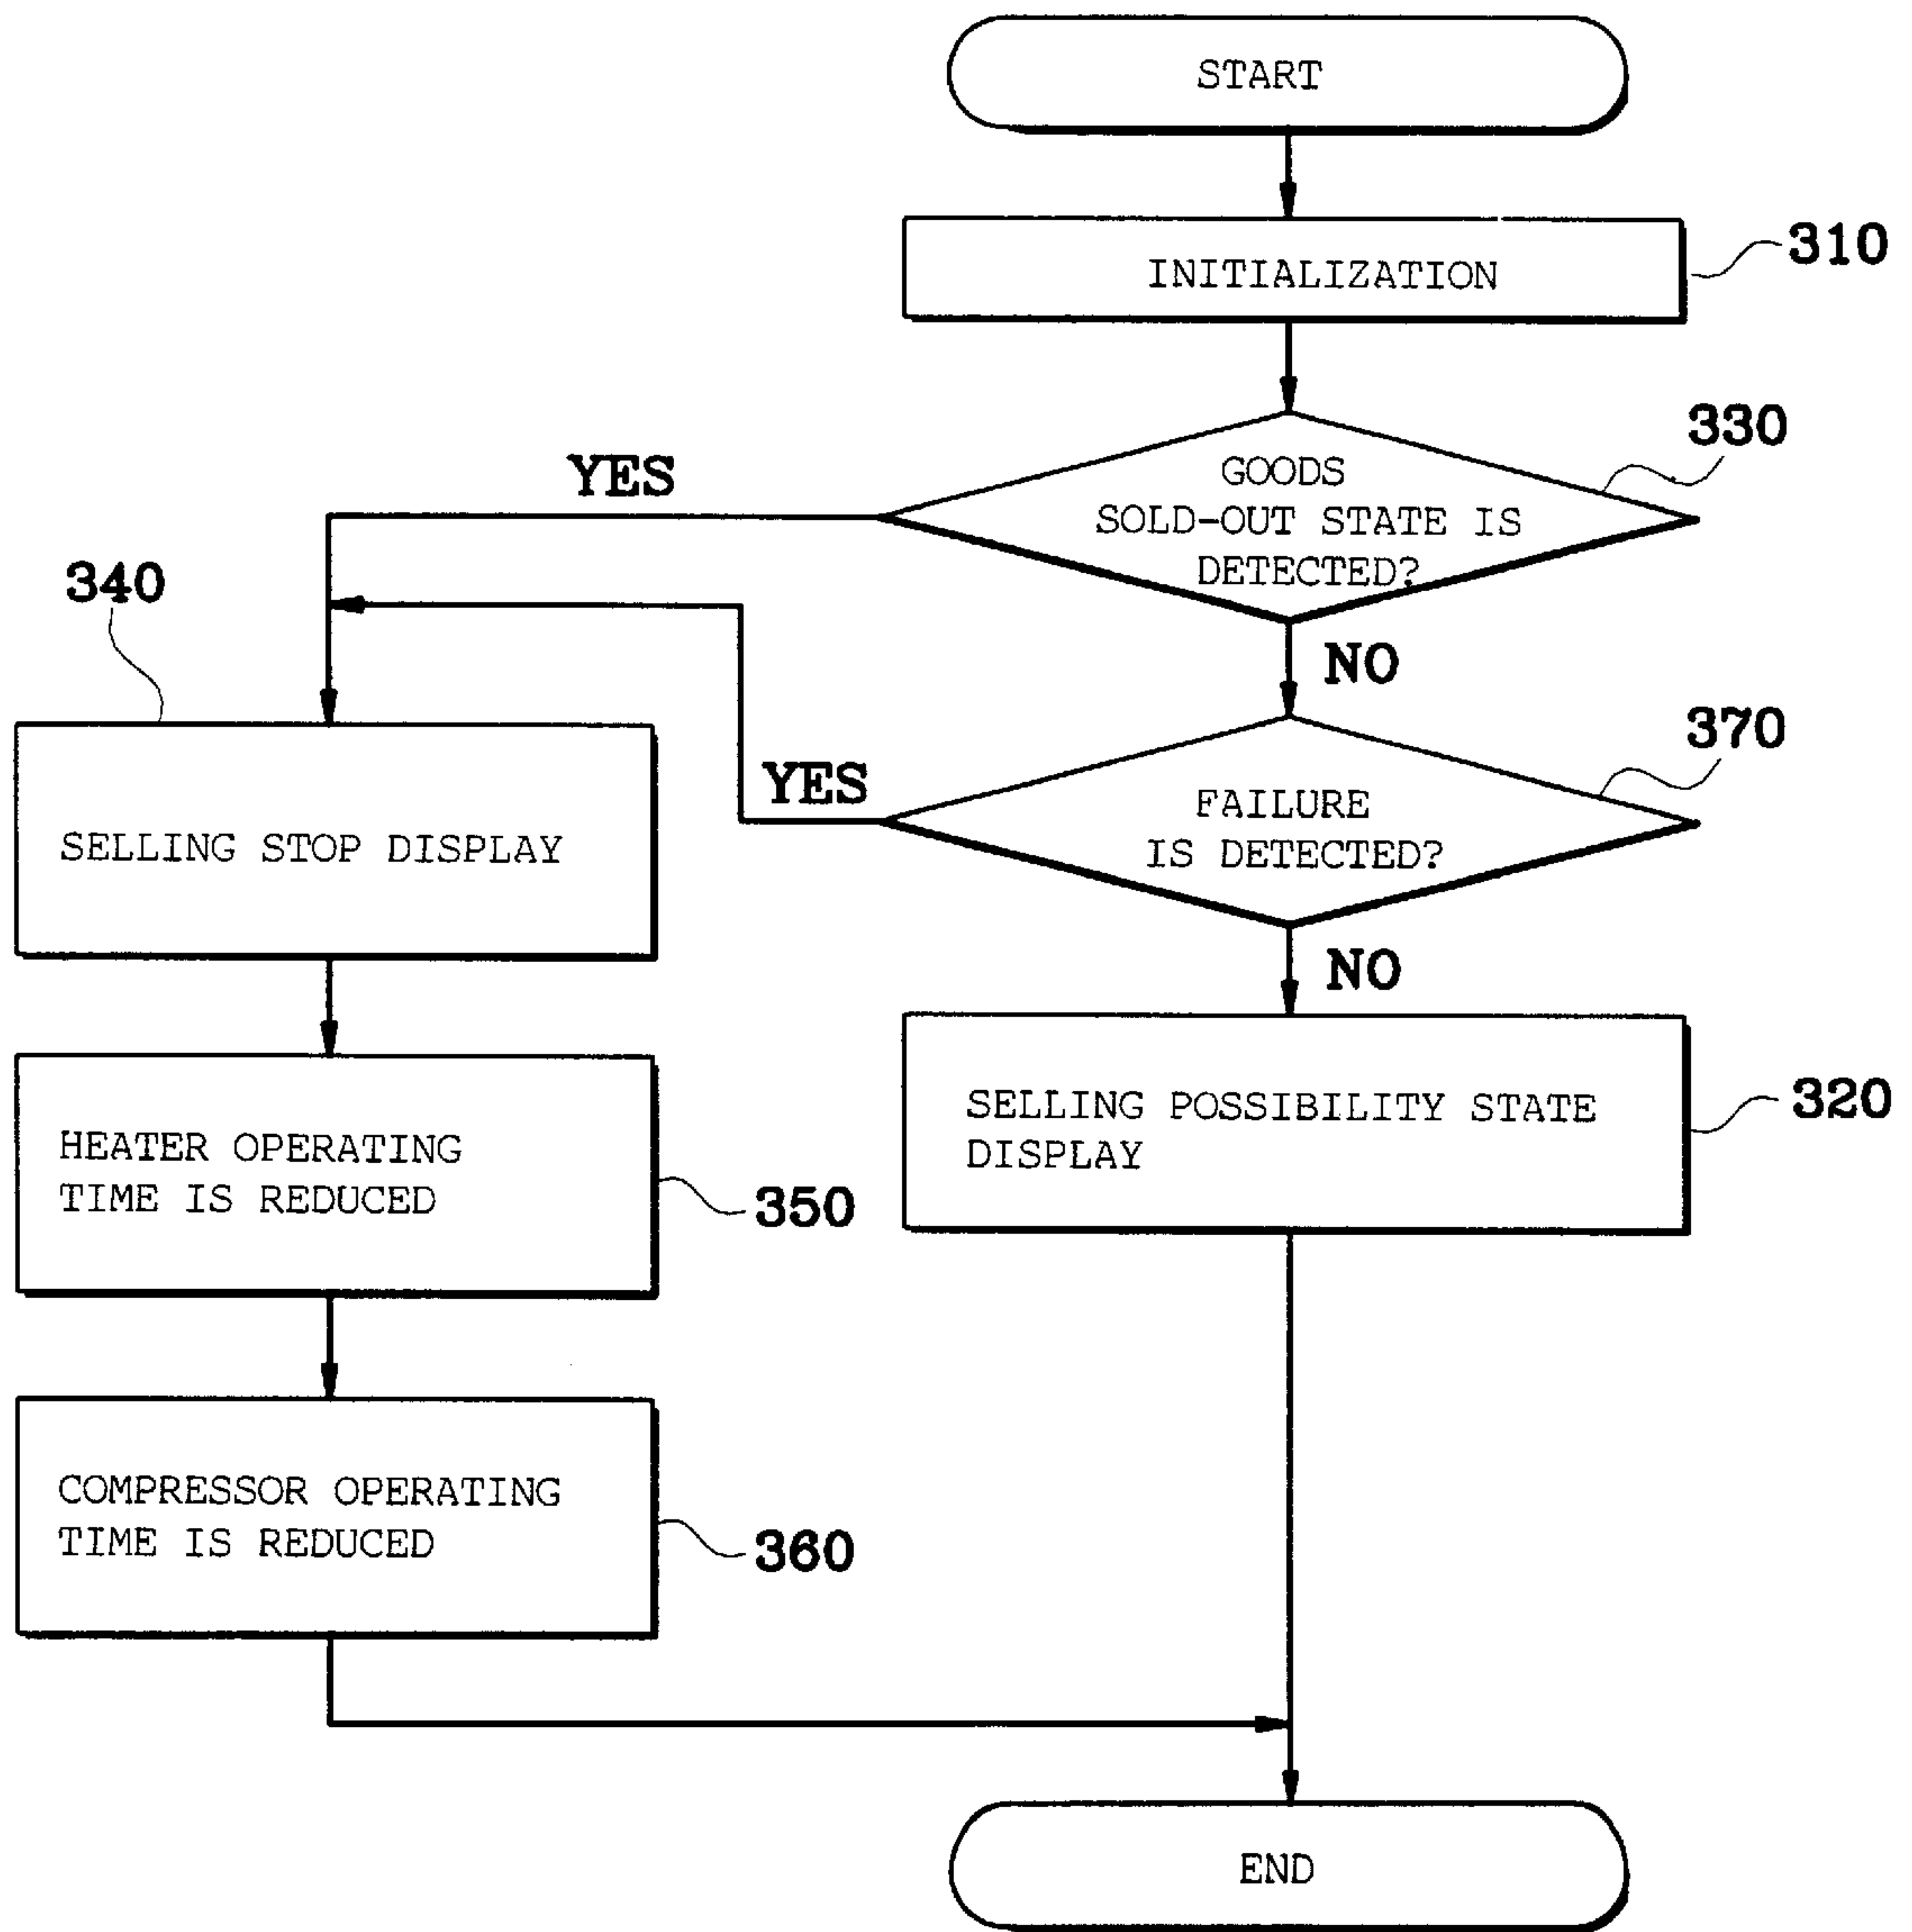 START
INITIALIZATION
310
GOODS
SOLD-OUT STATE IS
DETECTED?
330
YES
NO
340
SELLING STOP DISPLAY
FAILURE
IS DETECTED?
370
YES
NO
HEATER OPERATING
TIME IS REDUCED
350
SELLING POSSIBILITY STATE
DISPLAY
320
COMPRESSOR OPERATING
TIME IS REDUCED
360
END